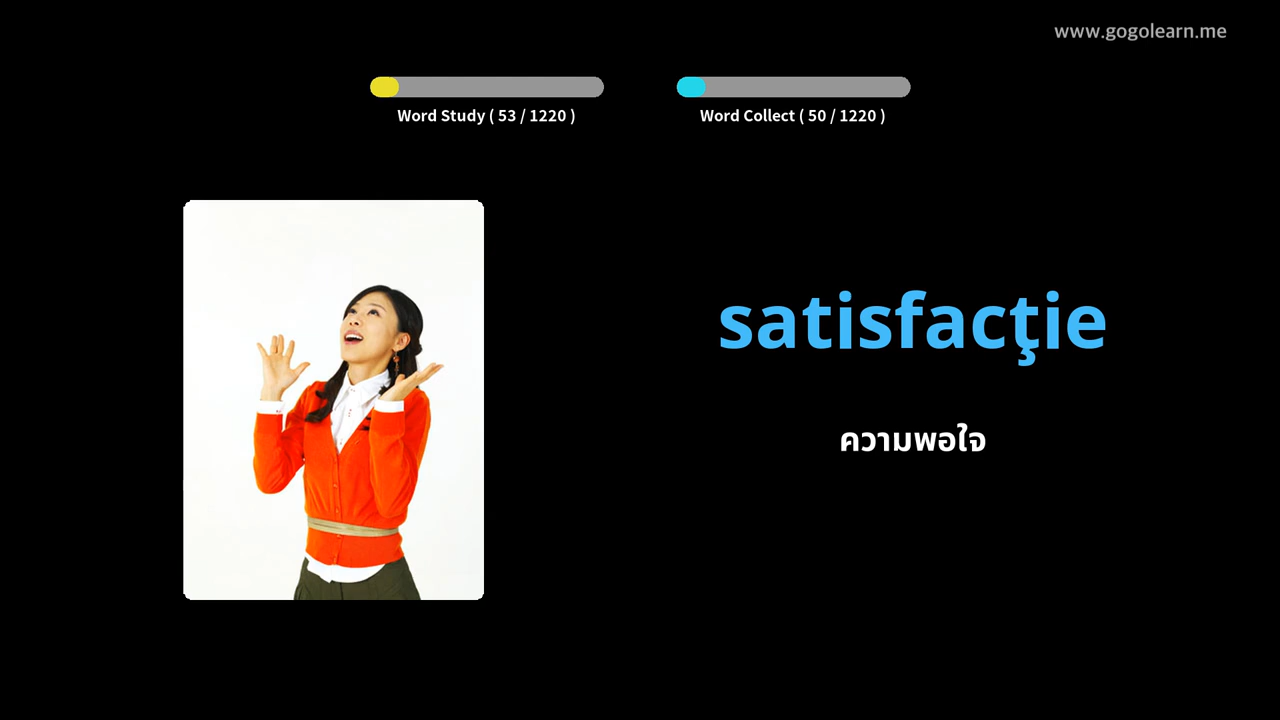 www.gogolearn.me
Word Study ( 53 / 1220 )
Word Collect ( 50 / 1220 )
satisfacţie
ความพอใจ